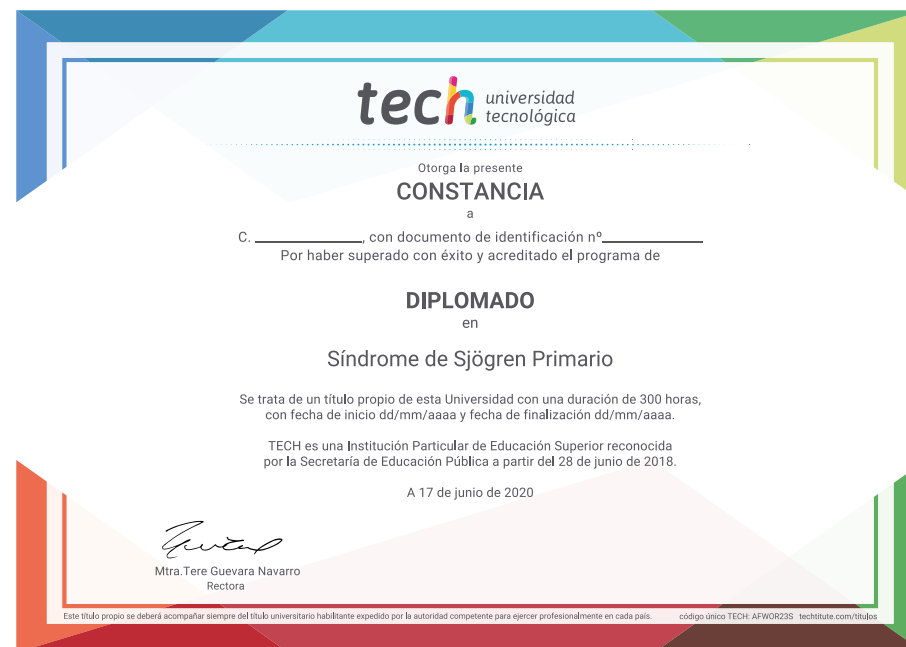 tech universidad
tecnológica
Otorga la presente
CONSTANCIA
a
C. ____________, con documento de identificación nº____________
Por haber superado con éxito y acreditado el programa de
DIPLOMADO
en
Síndrome de Sjögren Primario
Se trata de un título propio de esta Universidad con una duración de 300 horas,
con fecha de inicio dd/mm/aaaa y fecha de finalización dd/mm/aaaa.
TECH es una Institución Particular de Educación Superior reconocida
por la Secretaría de Educación Pública a partir del 28 de junio de 2018.
A 17 de junio de 2020
Mtra.Tere Guevara Navarro
Rectora
Este título propio se deberá acompañar siempre del título universitario habilitante expedido por la autoridad competente para ejercer profesionalmente en cada país. código único TECH: AFWOR23S techtitute.com/titulos